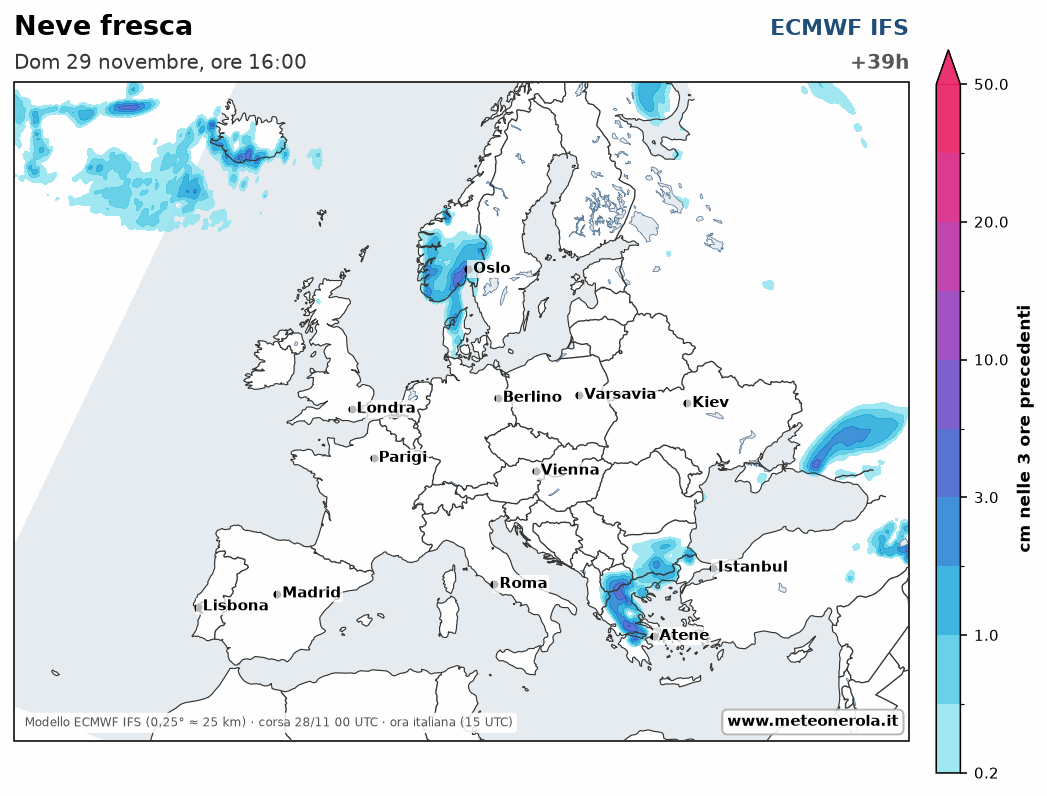 Neve fresca
ECMWF IFS
Dom 29 novembre, ore 16:00
+39h
50.0
20.0
10.0
3.0
1.0
0.2
cm nelle 3 ore precedenti
Oslo
Berlino
Varsavia
Kiev
Londra
Parigi
Vienna
Istanbul
Roma
Madrid
Lisbona
Atene
Modello ECMWF IFS (0,25° ≈ 25 km) · corsa 28/11 00 UTC · ora italiana (15 UTC)
www.meteonerola.it